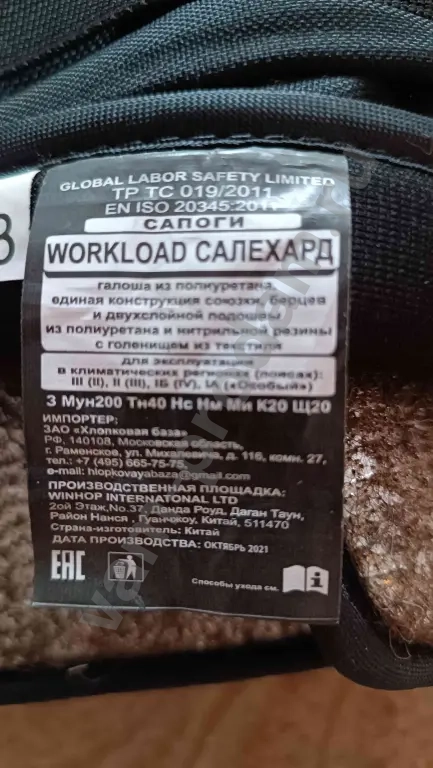 GLOBAL LABOR SAFETY LIMITED
ТР ТС 019/2011
EN ISO 20345:2011
САПОГИ
WORKLOAD САЛЕХАРД
галоша из полиуретана,
единая конструкция союзки, берцев
и двухслойной подошвы
из полиуретана и нитрильной резины
с голенищем из текстиля
для эксплуатации
в климатических регионах (поясах):
III (II), II (III), IБ (IV), IA («Особый»)
З Мун200 Тн40 Нс Нм Ми К20 Щ20
ИМПОРТЕР:
ЗАО «Хлопковая база»
РФ, 140108, Московская область,
г. Раменское, ул. Михалевича, д. 116, комн. 27,
тел.: +7 (495) 665-75-75,
e-mail: hlopkovayabaza@gmail.com
ПРОИЗВОДСТВЕННАЯ ПЛОЩАДКА:
WINHOP INTERNATONAL LTD
2ой Этаж,No.37, Данда Роуд, Даган Таун,
Район Нанся , Гуанчжоу, Китай, 511470
Страна-изготовитель: Китай
ДАТА ПРОИЗВОДСТВА: ОКТЯБРЬ 2021
EAC
Способы ухода см.